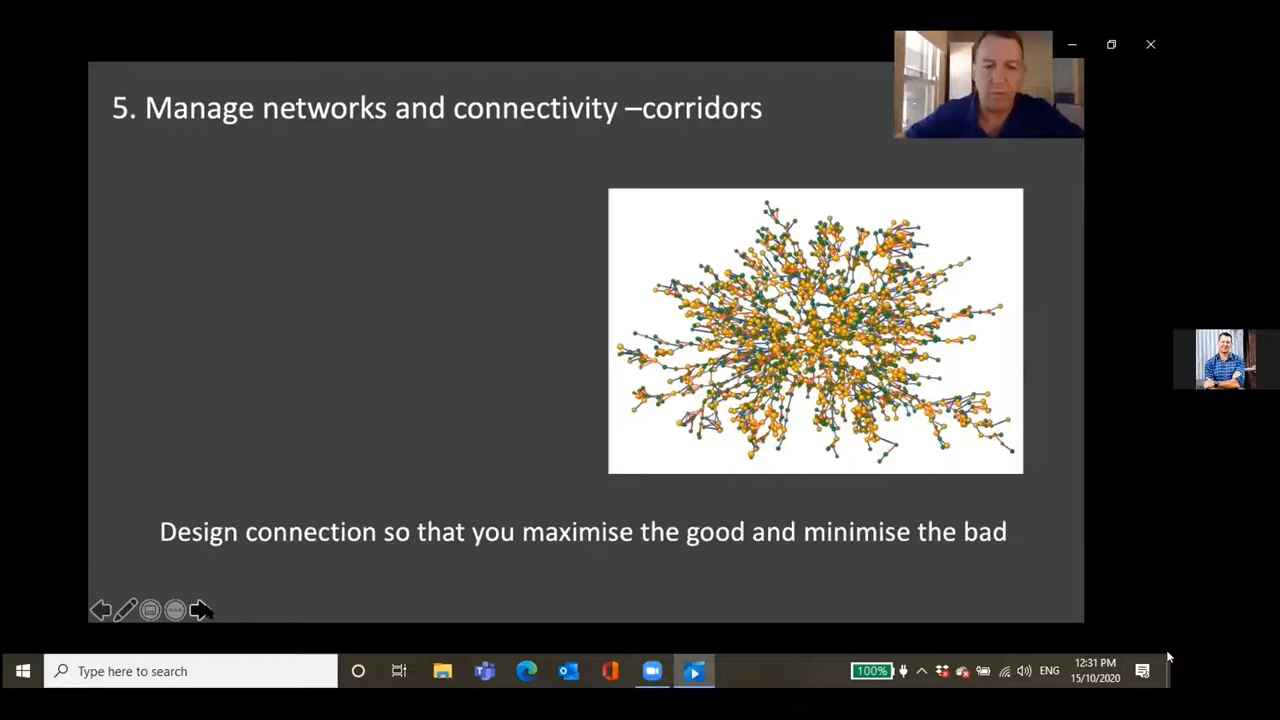 5. Manage networks and connectivity –corridors
Design connection so that you maximise the good and minimise the bad
Type here to search
100%
ENG
12:31 PM
15/10/2020